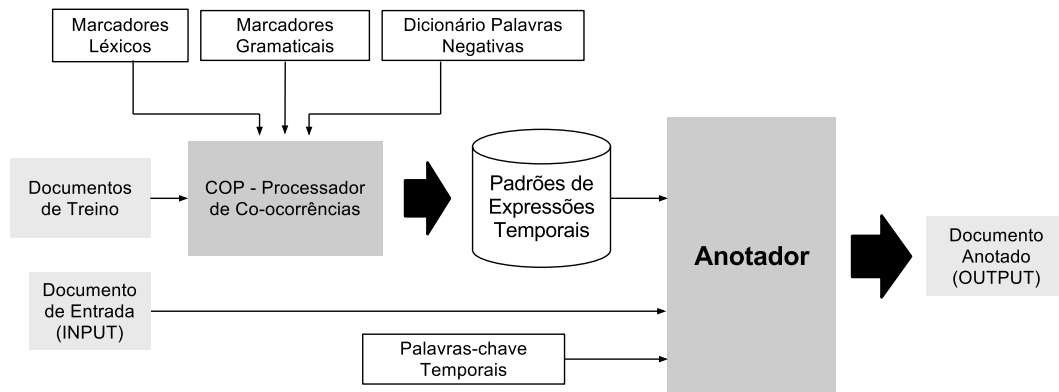 Marcadores
Léxicos
Marcadores
Gramaticais
Dicionário Palavras
Negativas
Documentos
de Treino
COP - Processador
de Co-ocorrências
Padrões de
Expressões
Temporais
Anotador
Documento
Anotado
(OUTPUT)
Documento
de Entrada
(INPUT)
Palavras-chave
Temporais